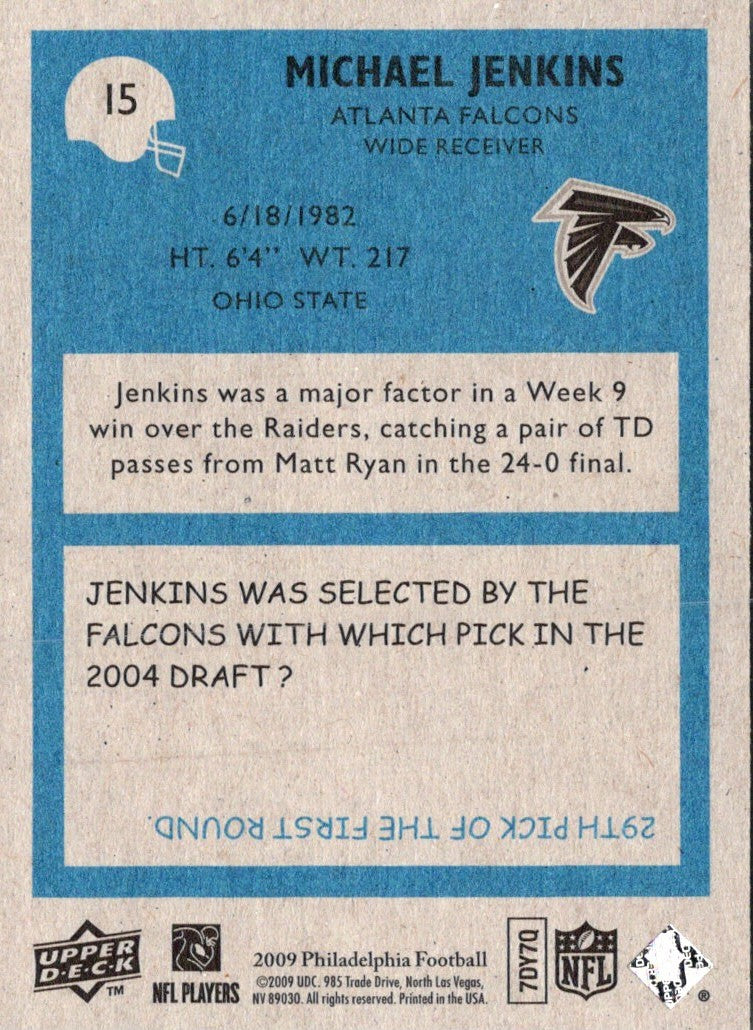 15
MICHAEL JENKINS
ATLANTA FALCONS
WIDE RECEIVER
6/18/1982
HT. 6'4'' WT. 217
OHIO STATE
Jenkins was a major factor in a Week 9
win over the Raiders, catching a pair of TD
passes from Matt Ryan in the 24-0 final.
JENKINS WAS SELECTED BY THE
FALCONS WITH WHICH PICK IN THE
2004 DRAFT?
29TH PICK OF THE FIRST ROUND.
UPPER
D·E·C·K
TM
NFL PLAYERS
2009 Philadelphia Football
©2009 UDC. 985 Trade Drive, North Las Vegas,
NV 89030. All rights reserved. Printed in the USA.
7DY7Q
NFL
®